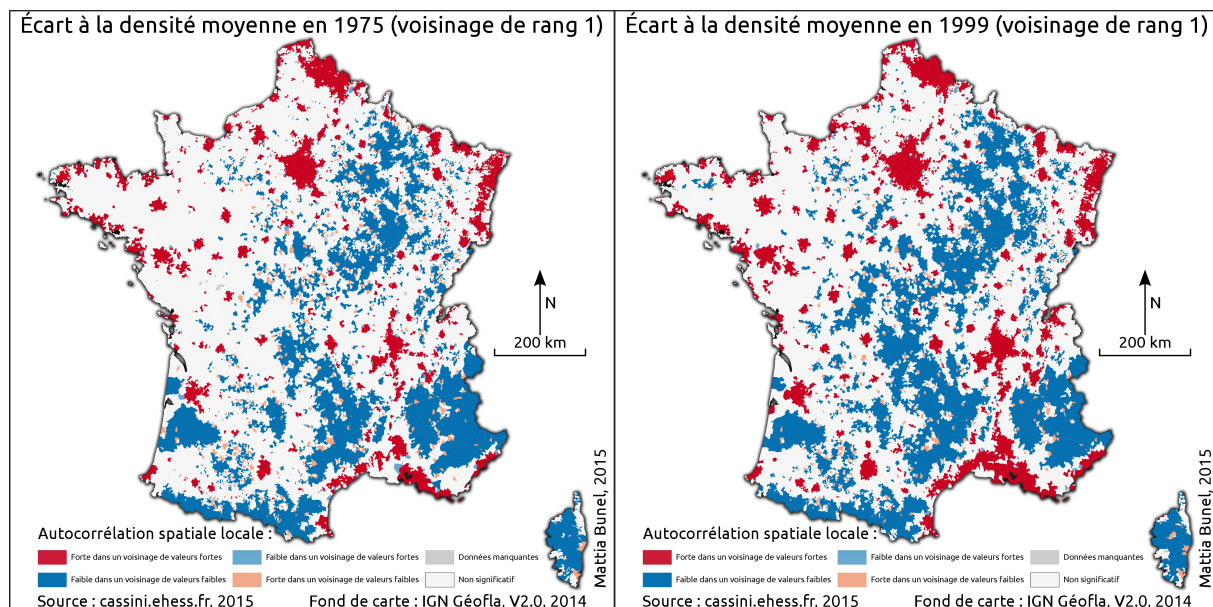 Écart à la densité moyenne en 1975 (voisinage de rang 1)
N
200 km
Mattia Bunel, 2015
Autocorrélation spatiale locale :
Forte dans un voisinage de valeurs fortes
Faible dans un voisinage de valeurs fortes
Données manquantes
Faible dans un voisinage de valeurs faibles
Forte dans un voisinage de valeurs faibles
Non significatif
Source : cassini.ehess.fr, 2015
Fond de carte : IGN Géofla, V2.0, 2014
Écart à la densité moyenne en 1999 (voisinage de rang 1)
N
200 km
Mattia Bunel, 2015
Autocorrélation spatiale locale :
Forte dans un voisinage de valeurs fortes
Faible dans un voisinage de valeurs fortes
Données manquantes
Faible dans un voisinage de valeurs faibles
Forte dans un voisinage de valeurs faibles
Non significatif
Source : cassini.ehess.fr, 2015
Fond de carte : IGN Géofla, V2.0, 2014